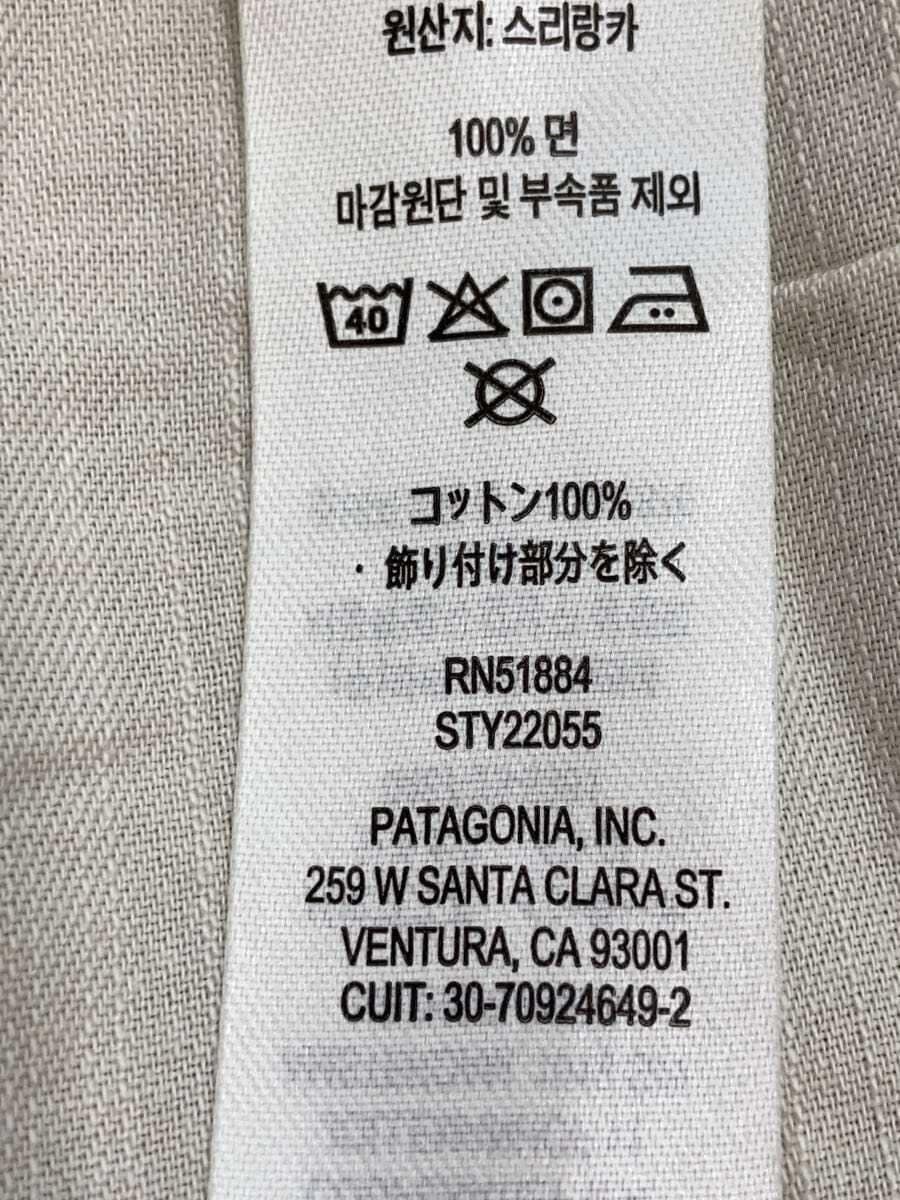 원산지: 스리랑카
100% 면
마감원단 및 부속품 제외
40
コットン100%
・飾り付け部分を除く
RN51884
STY22055
PATAGONIA, INC.
259 W SANTA CLARA ST.
VENTURA, CA 93001
CUIT: 30-70924649-2